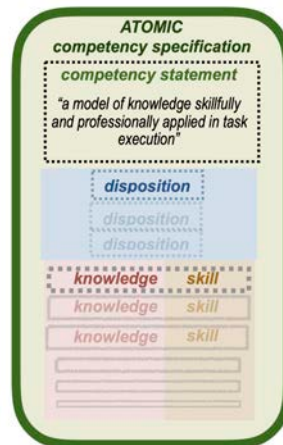 ATOMIC
competency specification
competency statement
“a model of knowledge skillfully
and professionally applied in task
execution”
disposition
disposition
disposition
knowledge skill
knowledge skill
knowledge skill